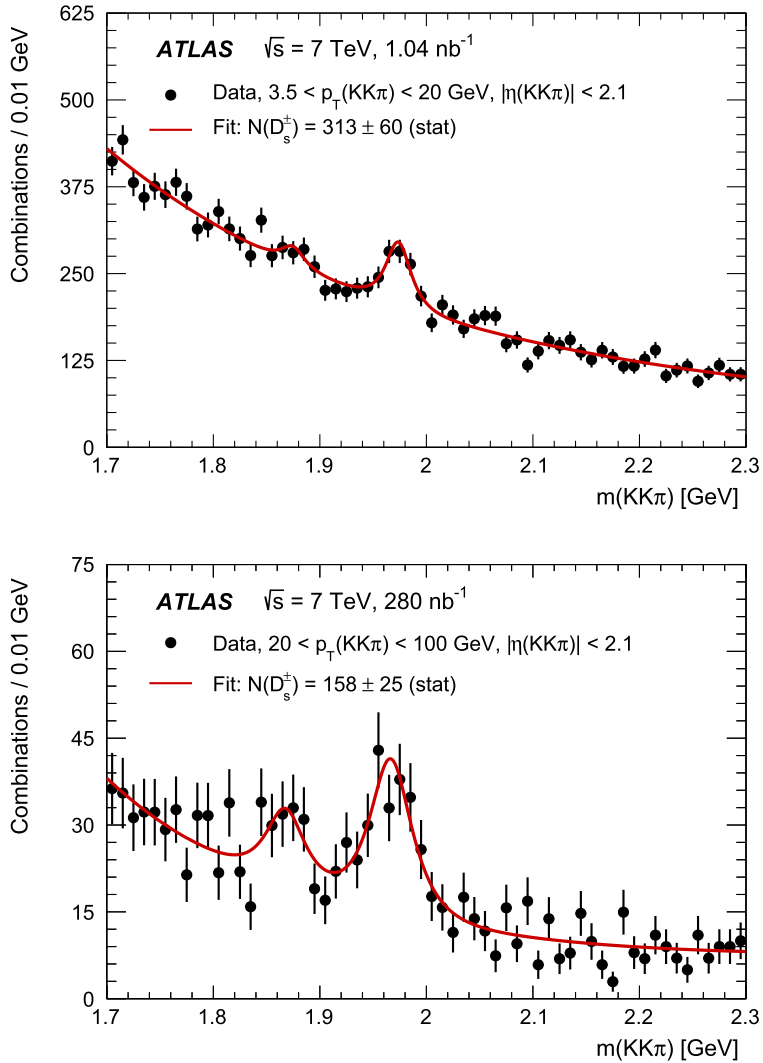 Combinations / 0.01 GeV
625
500
375
250
125
0
ATLAS √s = 7 TeV, 1.04 nb⁻¹
Data, 3.5 < p_T(KKπ) < 20 GeV, |η(KKπ)| < 2.1
Fit: N(D_s^±) = 313 ± 60 (stat)
1.7 1.8 1.9 2 2.1 2.2 2.3
m(KKπ) [GeV]
Combinations / 0.01 GeV
75
60
45
30
15
0
ATLAS √s = 7 TeV, 280 nb⁻¹
Data, 20 < p_T(KKπ) < 100 GeV, |η(KKπ)| < 2.1
Fit: N(D_s^±) = 158 ± 25 (stat)
1.7 1.8 1.9 2 2.1 2.2 2.3
m(KKπ) [GeV]